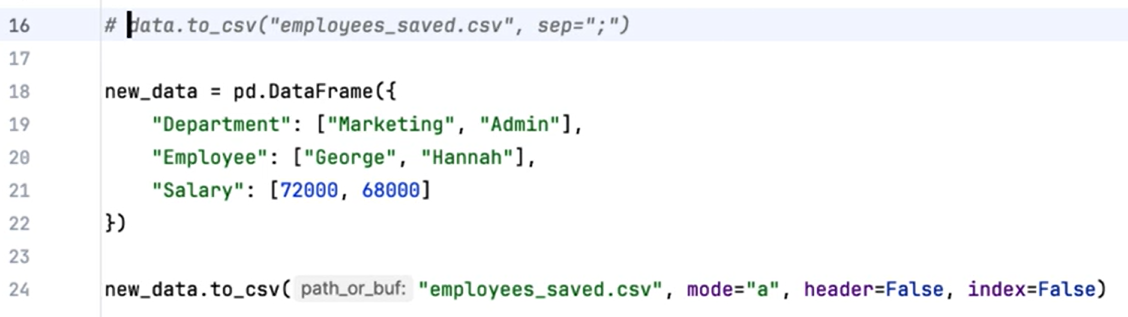 16 # data.to_csv("employees_saved.csv", sep=";")
17
18 new_data = pd.DataFrame({
19     "Department": ["Marketing", "Admin"],
20     "Employee": ["George", "Hannah"],
21     "Salary": [72000, 68000]
22 })
23
24 new_data.to_csv( path_or_buf: "employees_saved.csv", mode="a", header=False, index=False)